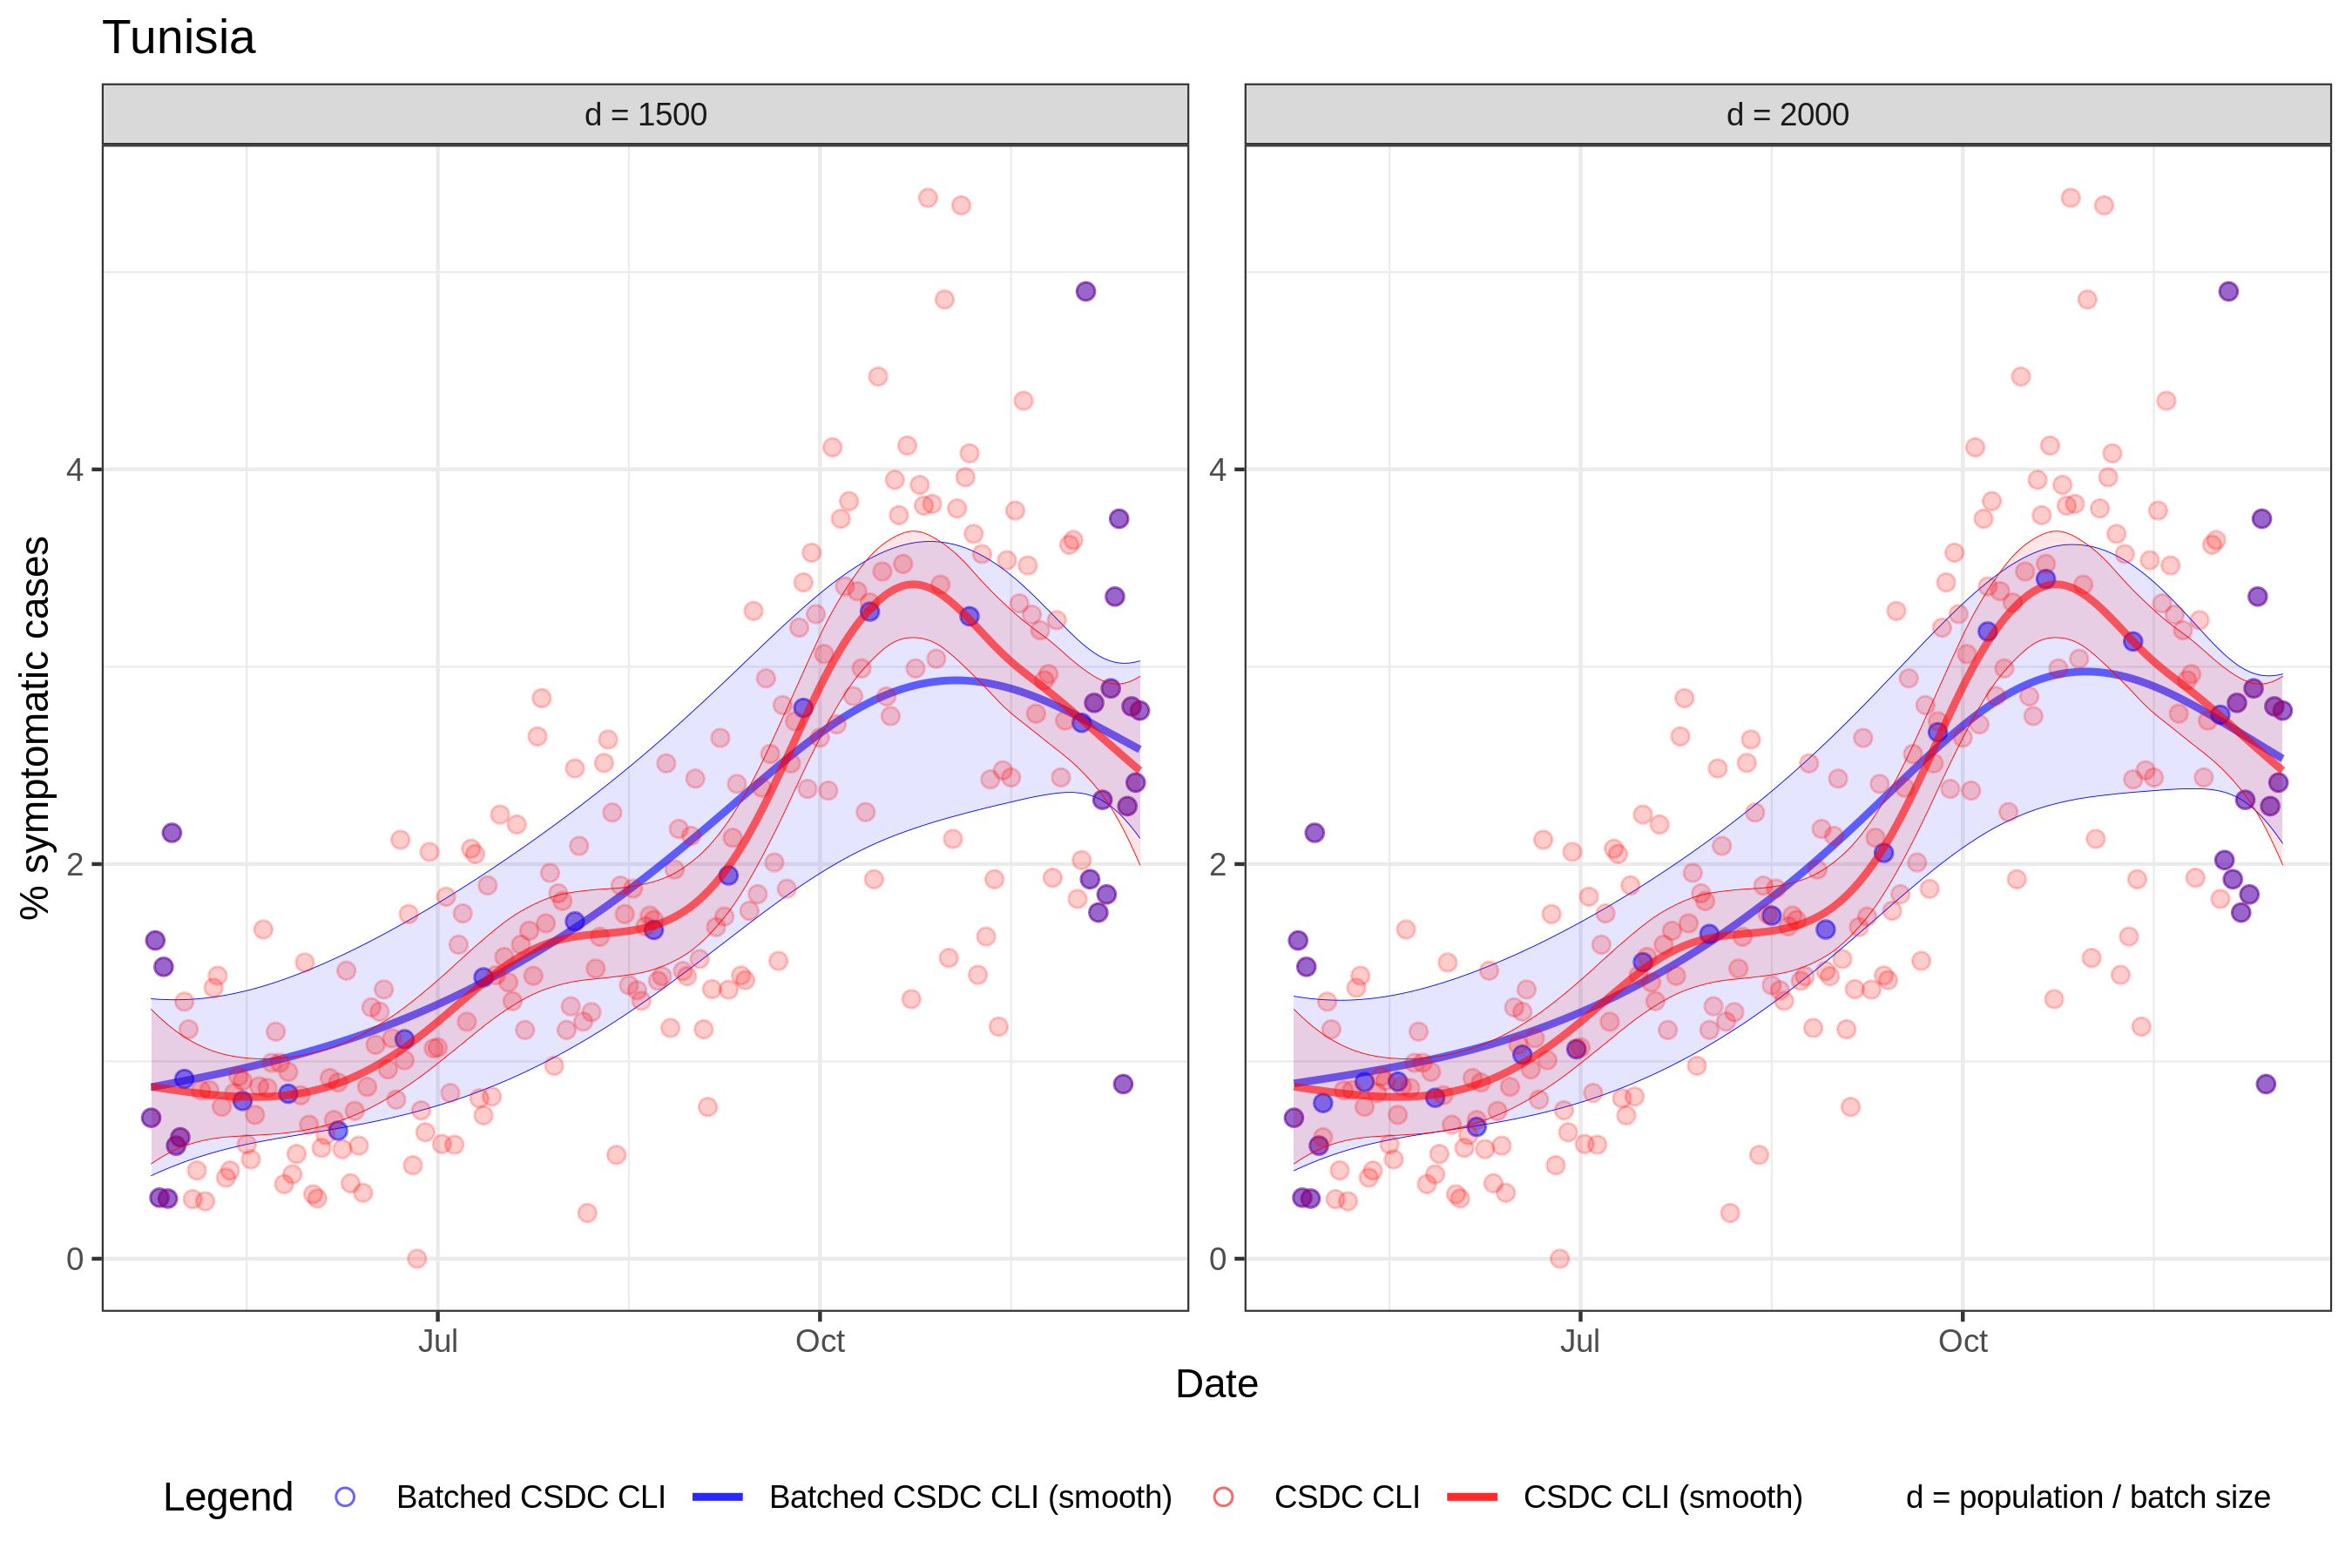 Tunisia
d = 1500
d = 2000
% symptomatic cases
4
2
0
4
2
0
Jul
Oct
Jul
Oct
Date
Legend
Batched CSDC CLI
Batched CSDC CLI (smooth)
CSDC CLI
CSDC CLI (smooth)
d = population / batch size